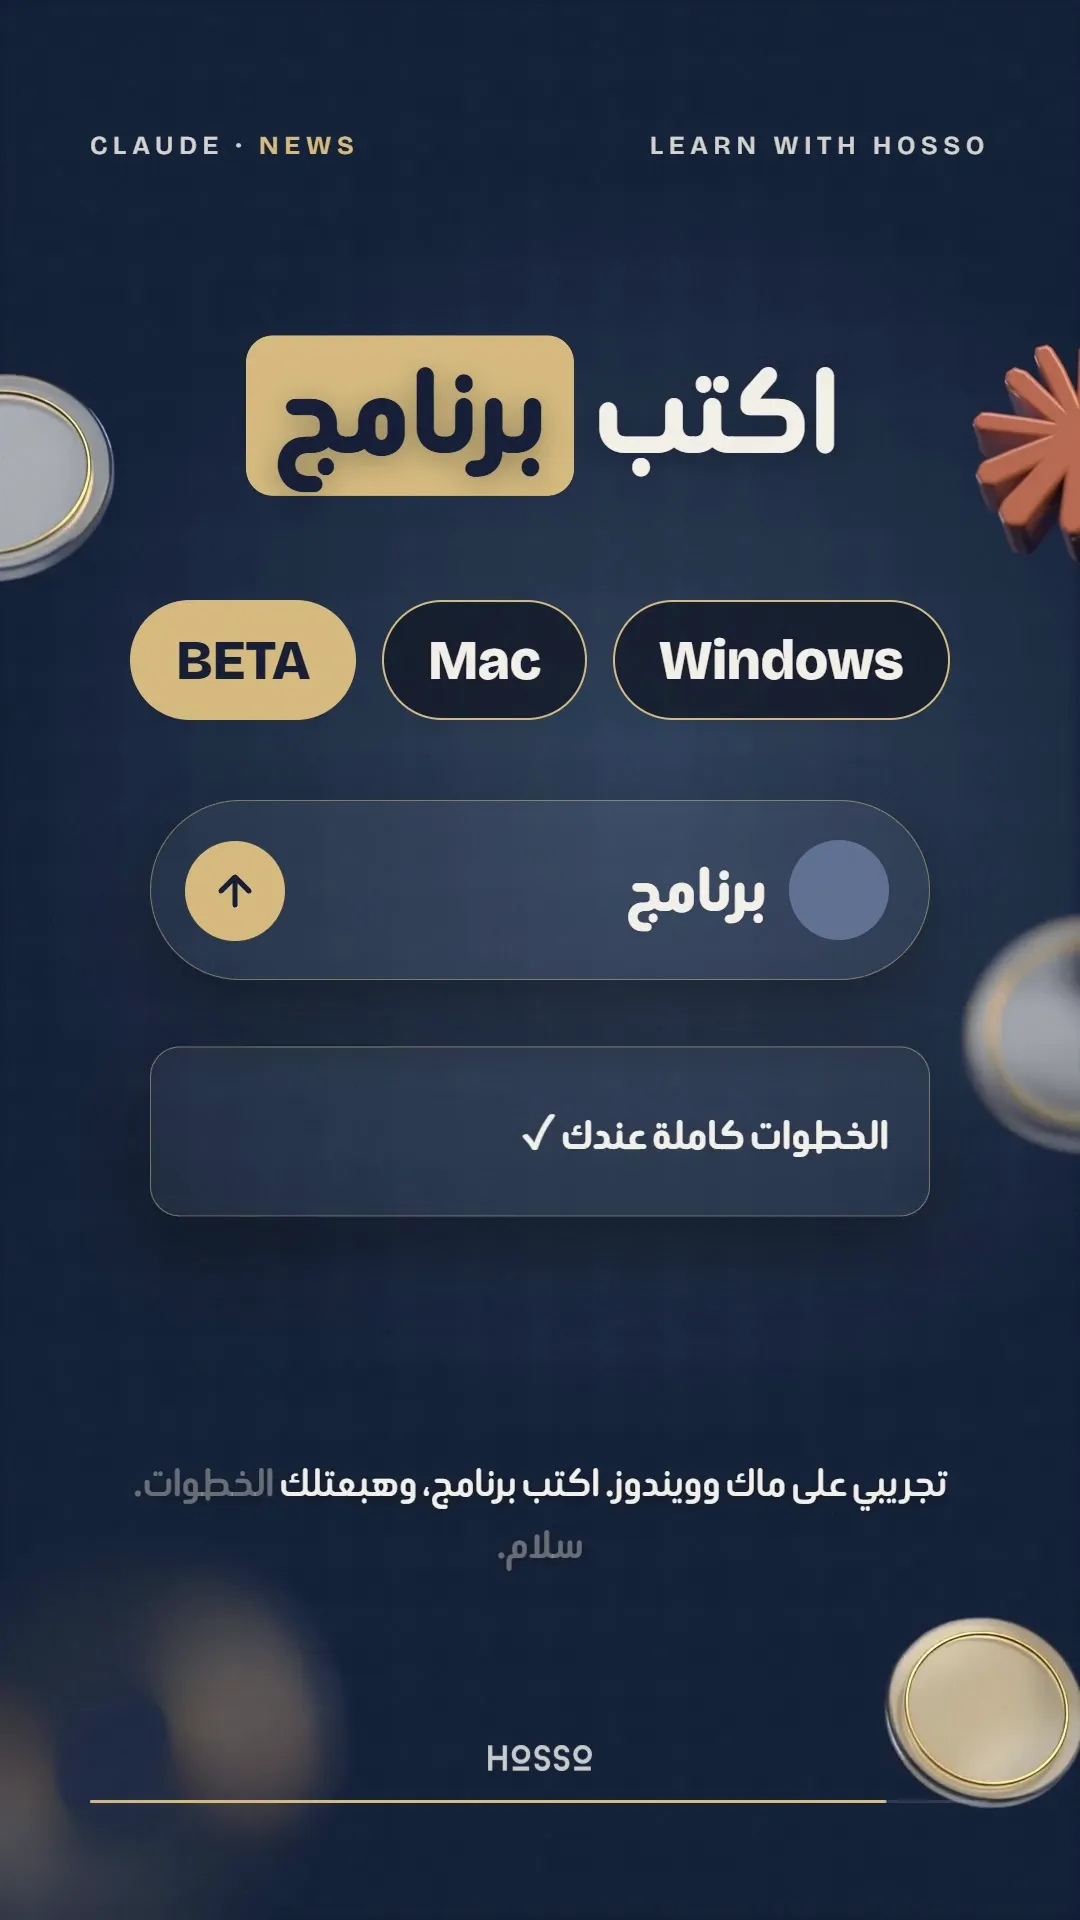 CLAUDE · NEWS
LEARN WITH HOSSO
اكتب برنامج
BETA Mac Windows
برنامج
الخطوات كاملة عندك ✓
تجريبي على ماك وويندوز. اكتب برنامج، وهبعتلك الخطوات.
سلام.
HOSSO